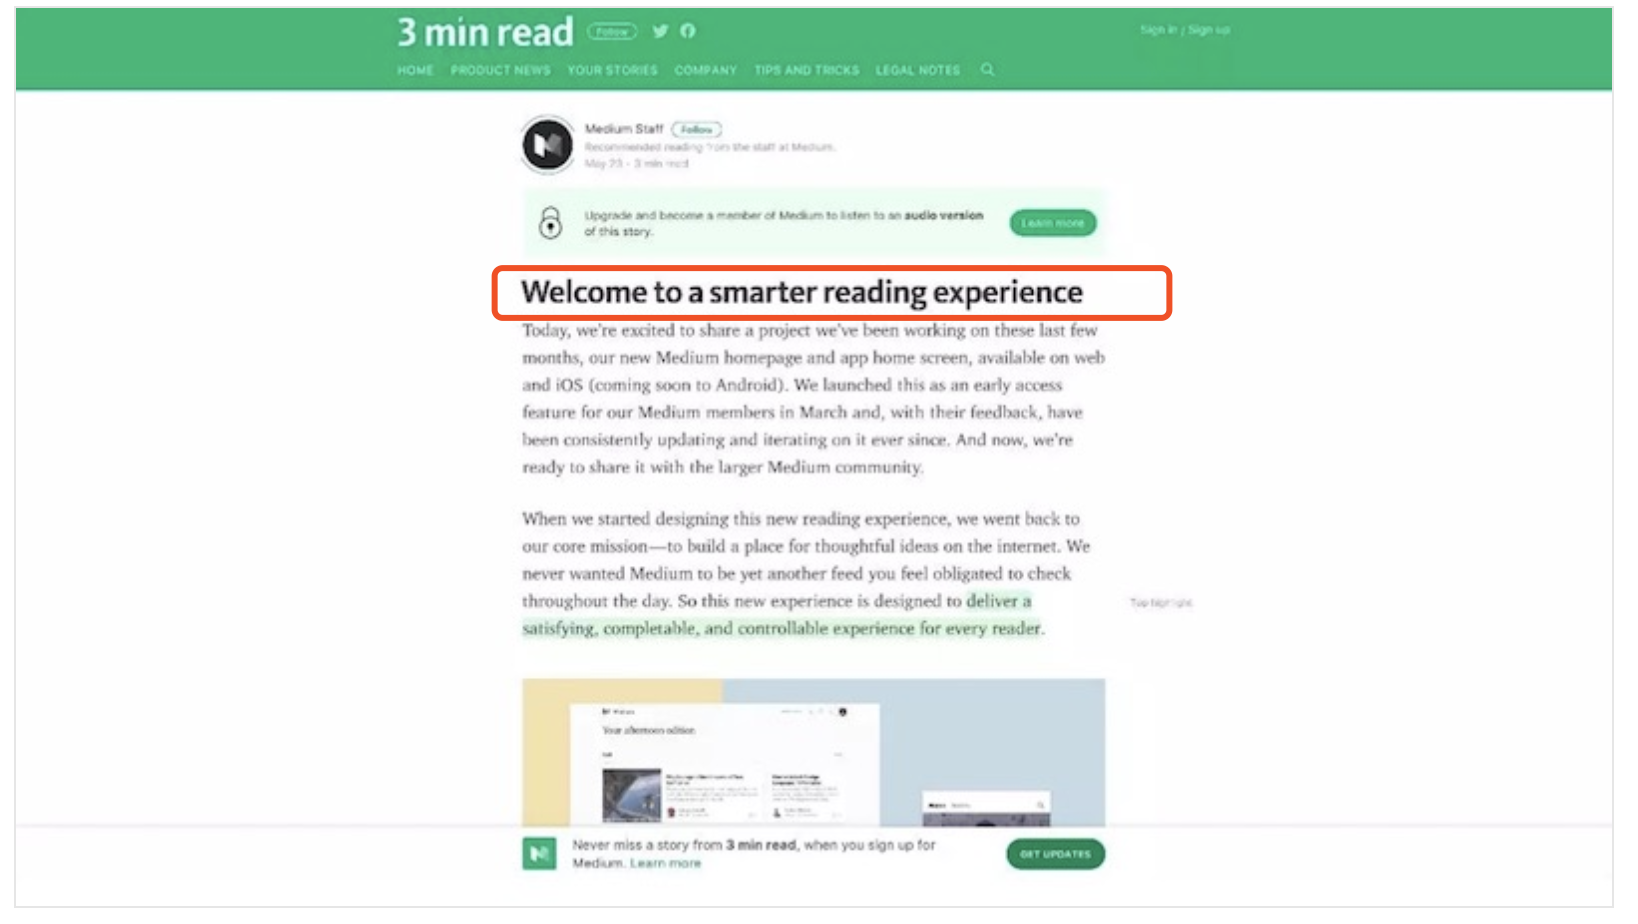 3 min read Follow
Sign in / Sign up
HOME PRODUCT NEWS YOUR STORIES COMPANY TIPS AND TRICKS LEGAL NOTES
Medium Staff Follow
Recommended reading from the staff at Medium.
May 23 · 3 min read
Upgrade and become a member of Medium to listen to an audio version
of this story.
Learn more
Welcome to a smarter reading experience
Today, we're excited to share a project we've been working on these last few
months, our new Medium homepage and app home screen, available on web
and iOS (coming soon to Android). We launched this as an early access
feature for our Medium members in March and, with their feedback, have
been consistently updating and iterating on it ever since. And now, we're
ready to share it with the larger Medium community.
When we started designing this new reading experience, we went back to
our core mission—to build a place for thoughtful ideas on the internet. We
never wanted Medium to be yet another feed you feel obligated to check
throughout the day. So this new experience is designed to deliver a
Top highlight
satisfying, completable, and controllable experience for every reader.
Your afternoon edition
Never miss a story from 3 min read, when you sign up for
Medium. Learn more
GET UPDATES